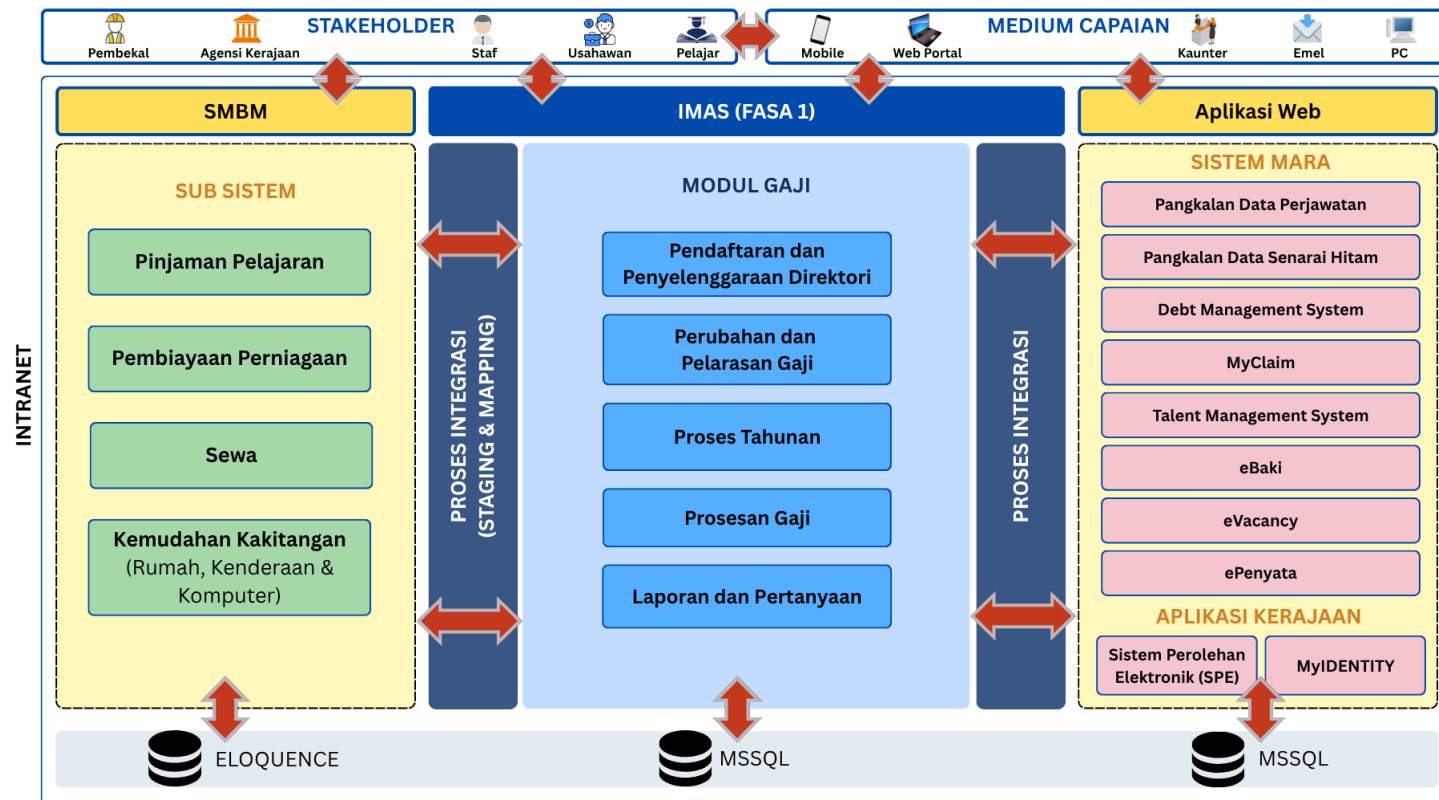 STAKEHOLDER
Pembekal
Agensi Kerajaan
Staf
Usahawan
Pelajar
MEDIUM CAPAIAN
Mobile
Web Portal
Kaunter
Emel
PC
INTRANET
SMBM
SUB SISTEM
Pinjaman Pelajaran
Pembiayaan Perniagaan
Sewa
Kemudahan Kakitangan
(Rumah, Kenderaan &
Komputer)
IMAS (FASA 1)
PROSES INTEGRASI
(STAGING & MAPPING)
MODUL GAJI
Pendaftaran dan
Penyelenggaraan Direktori
Perubahan dan
Pelarasan Gaji
Proses Tahunan
Prosesan Gaji
Laporan dan Pertanyaan
PROSES INTEGRASI
Aplikasi Web
SISTEM MARA
Pangkalan Data Perjawatan
Pangkalan Data Senarai Hitam
Debt Management System
MyClaim
Talent Management System
eBaki
eVacancy
ePenyata
APLIKASI KERAJAAN
Sistem Perolehan
Elektronik (SPE)
MyIDENTITY
ELOQUENCE
MSSQL
MSSQL